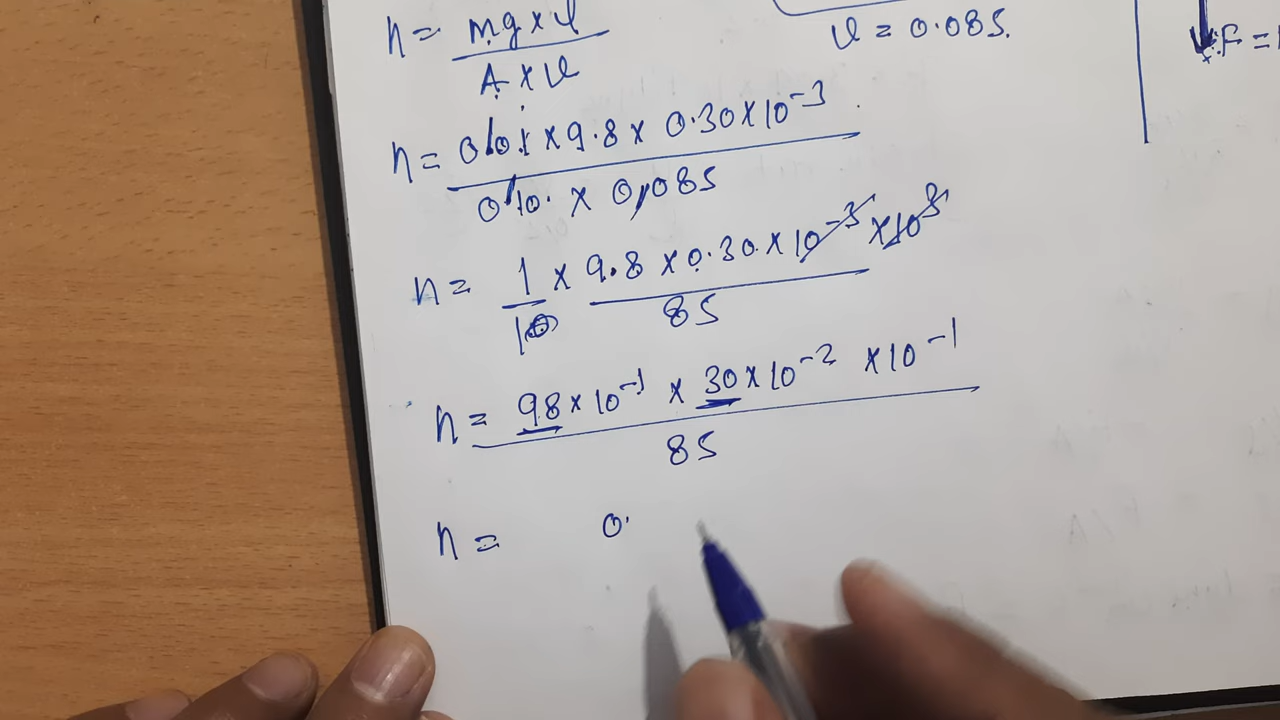 η = mg × l / A × v
v = 0.085.
F =
η = 0.01 × 9.8 × 0.30 × 10⁻³ / 0.10. × 0.085
η = 1/10 × 9.8 × 0.30 × 10⁻³ × 10³ / 85
η = 98 × 10⁻¹ × 30 × 10⁻² × 10⁻¹ / 85
η = 0.